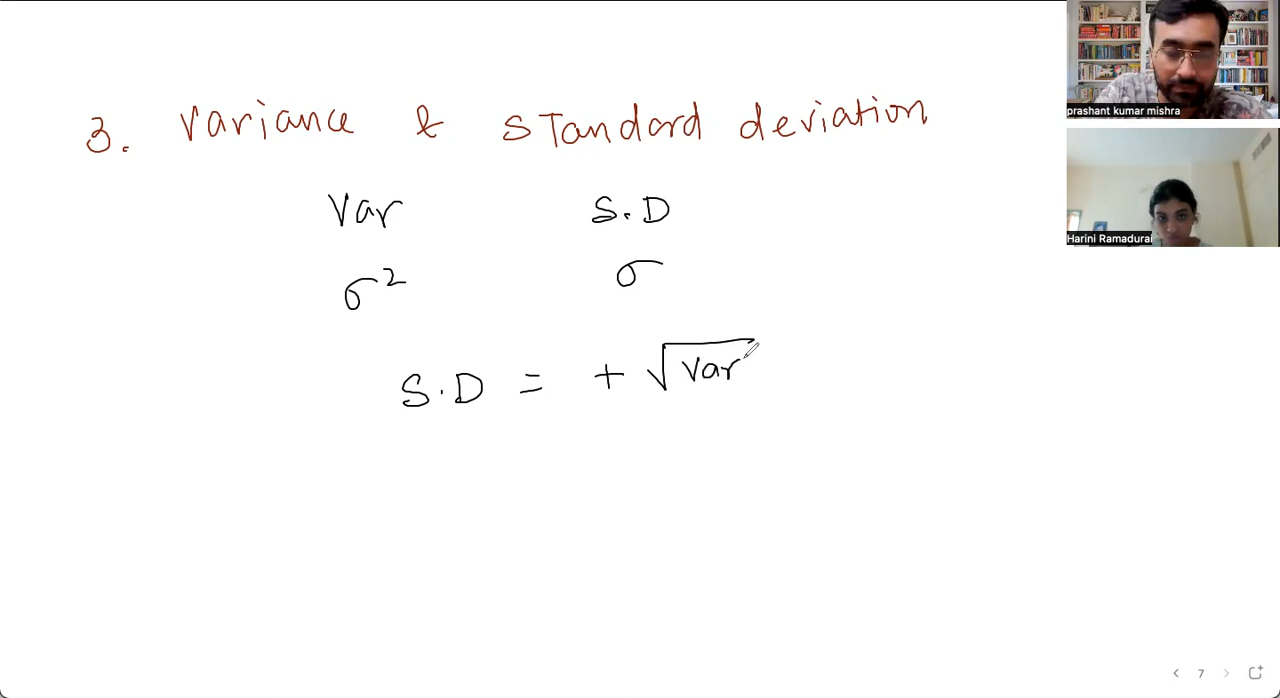 3. Variance & Standard deviation
prashant kumar mishra
Var S.D
Harini Ramadurai
σ² σ
S.D = + √Var
7